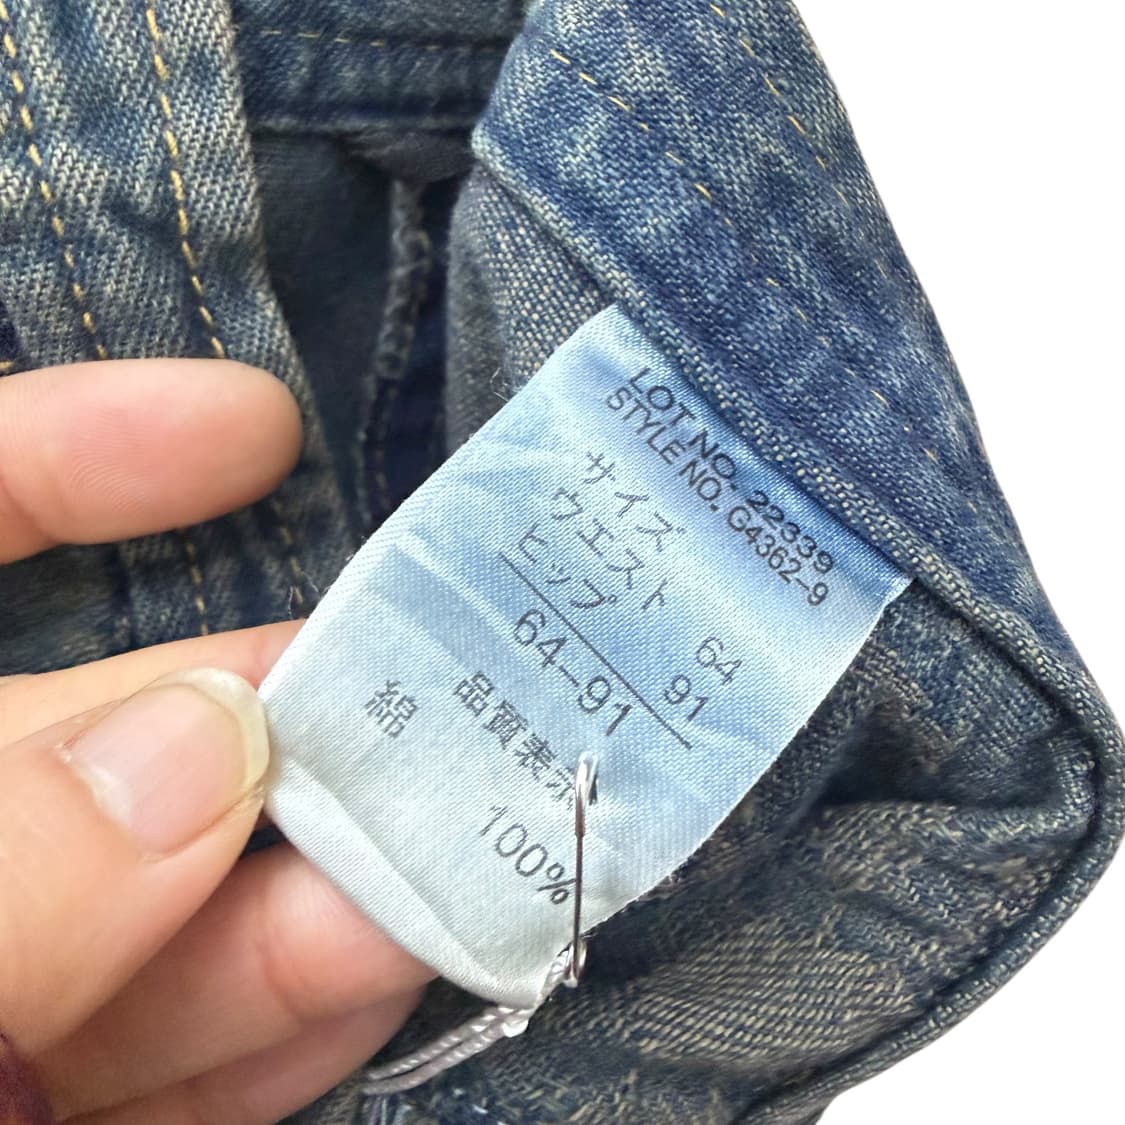 LOT.NO. 22339
STYLE NO. G4362-9
サイズ
ウエスト 64
ヒップ 91
64-91
品質表示
綿 100%